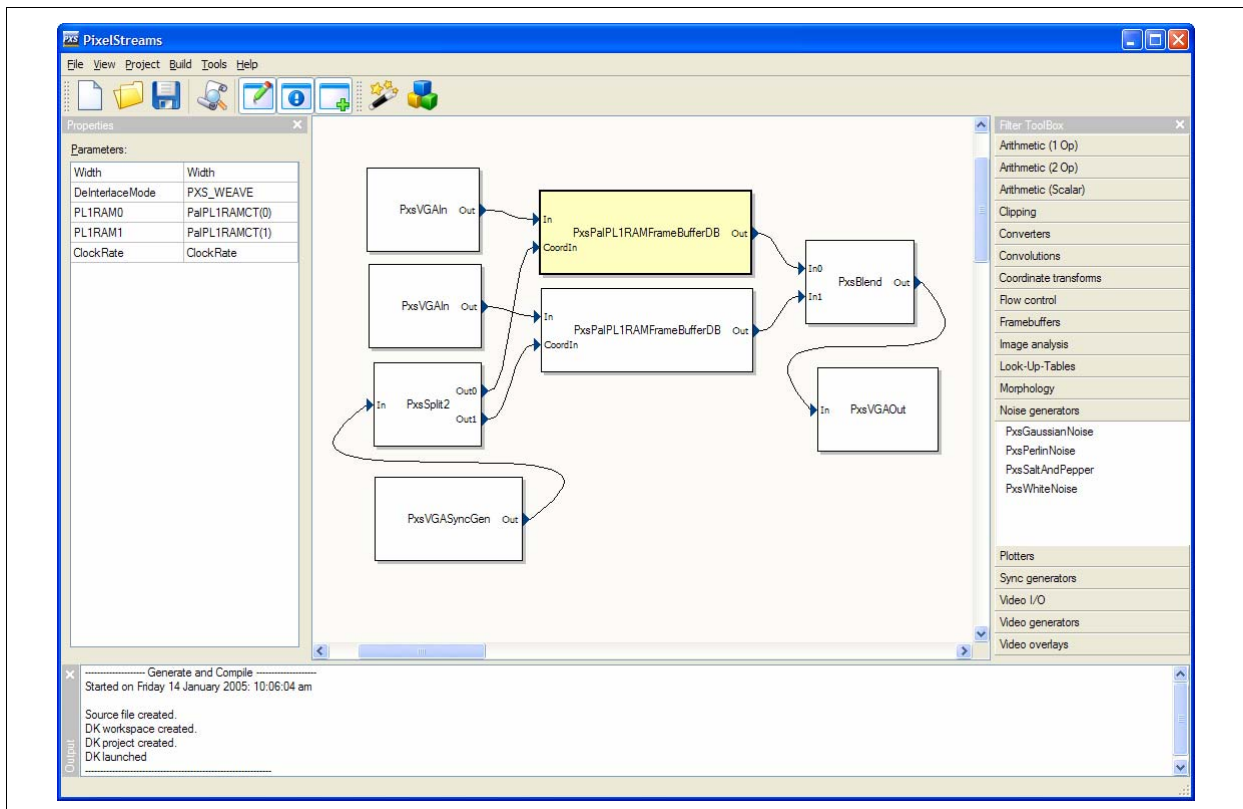 PXS PixelStreams
File View Project Build Tools Help
Properties
Parameters:
Width Width
DeInterlaceMode PXS_WEAVE
PL1RAM0 PalPL1RAMCT(0)
PL1RAM1 PalPL1RAMCT(1)
ClockRate ClockRate
PxsVGAIn Out
In PxsPalPL1RAMFrameBufferDB Out
CoordIn
PxsVGAIn Out
In PxsPalPL1RAMFrameBufferDB Out
CoordIn
In0 PxsBlend Out
In1
In PxsSplit2 Out0
Out1
In PxsVGAOut
PxsVGASyncGen Out
Filter ToolBox
Arithmetic (1 Op)
Arithmetic (2 Op)
Arithmetic (Scalar)
Clipping
Converters
Convolutions
Coordinate transforms
Flow control
Framebuffers
Image analysis
Look-Up-Tables
Morphology
Noise generators
PxsGaussianNoise
PxsPerlinNoise
PxsSaltAndPepper
PxsWhiteNoise
Plotters
Sync generators
Video I/O
Video generators
Video overlays
Output
------------------- Generate and Compile -------------------
Started on Friday 14 January 2005: 10:06:04 am
Source file created.
DK workspace created.
DK project created.
DK launched
------------------------------------------------------------